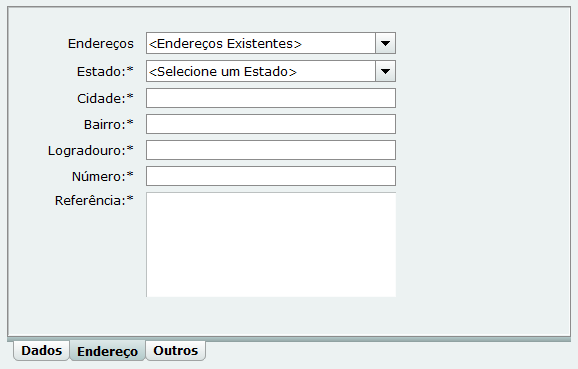 Endereços <Endereços Existentes>
Estado:* <Selecione um Estado>
Cidade:*
Bairro:*
Logradouro:*
Número:*
Referência:*
Dados Endereço Outros